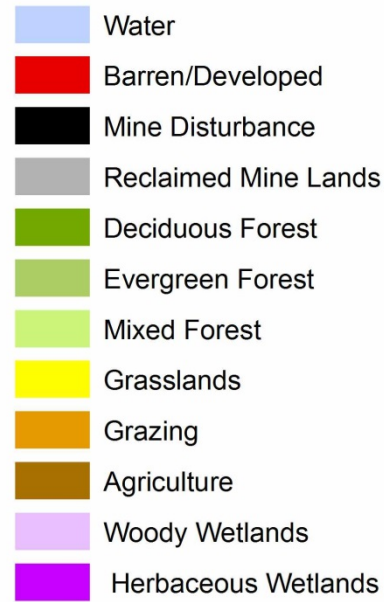 Water
Barren/Developed
Mine Disturbance
Reclaimed Mine Lands
Deciduous Forest
Evergreen Forest
Mixed Forest
Grasslands
Grazing
Agriculture
Woody Wetlands
Herbaceous Wetlands